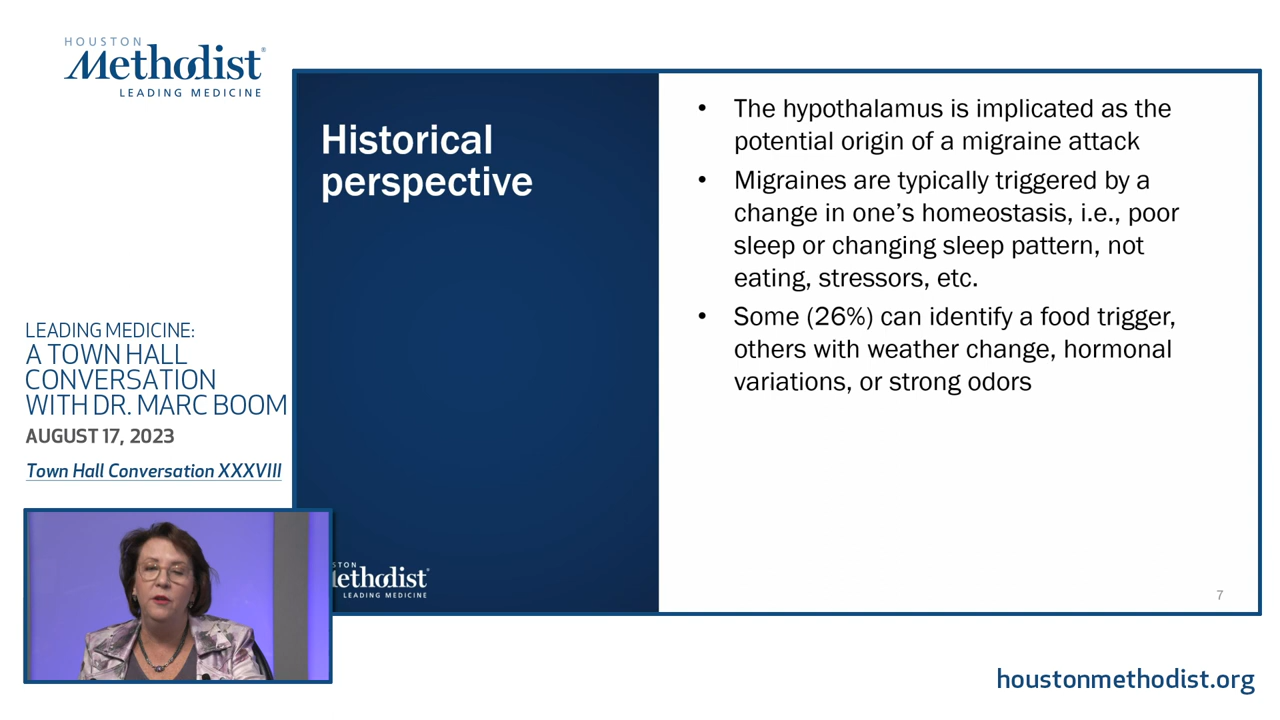 HOUSTON
Methodist®
LEADING MEDICINE
LEADING MEDICINE:
A TOWN HALL
CONVERSATION
WITH DR. MARC BOOM
AUGUST 17, 2023
Town Hall Conversation XXXVIII
Historical
perspective
• The hypothalamus is implicated as the
potential origin of a migraine attack
• Migraines are typically triggered by a
change in one’s homeostasis, i.e., poor
sleep or changing sleep pattern, not
eating, stressors, etc.
• Some (26%) can identify a food trigger,
others with weather change, hormonal
variations, or strong odors
STON
ethodist
LEADING MEDICINE
7
houstonmethodist.org